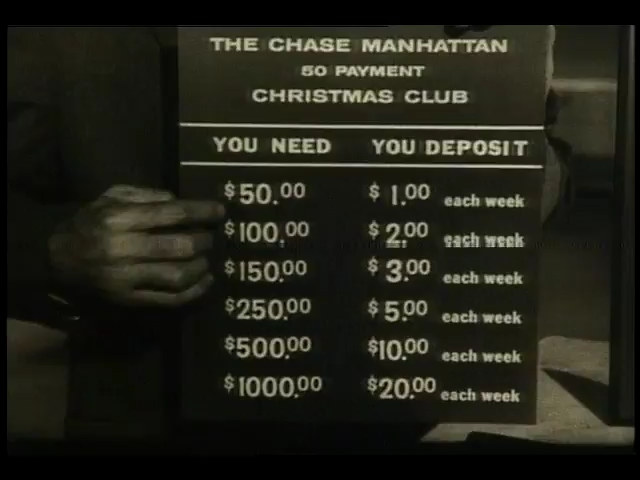 THE CHASE MANHATTAN
50 PAYMENT
CHRISTMAS CLUB
YOU NEED YOU DEPOSIT
$50.00 $1.00 each week
$100.00 $2.00 each week
$150.00 $3.00 each week
$250.00 $5.00 each week
$500.00 $10.00 each week
$1000.00 $20.00 each week